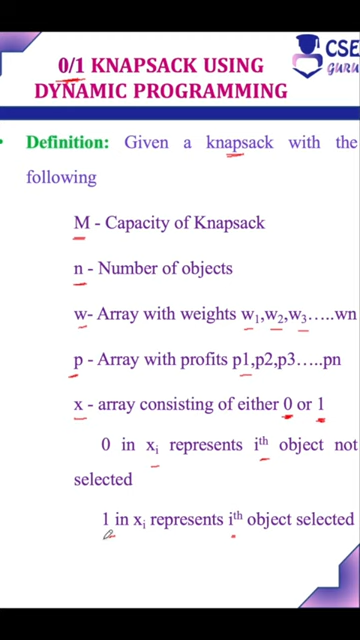 CSE
GURU
0/1 KNAPSACK USING
DYNAMIC PROGRAMMING
• Definition: Given a knapsack with the
following
M - Capacity of Knapsack
n - Number of objects
w- Array with weights w₁,w₂,w₃…..wn
p - Array with profits p1,p2,p3…..pn
x - array consisting of either 0 or 1
0 in xᵢ represents iᵗʰ object not
selected
1 in xᵢ represents iᵗʰ object selected